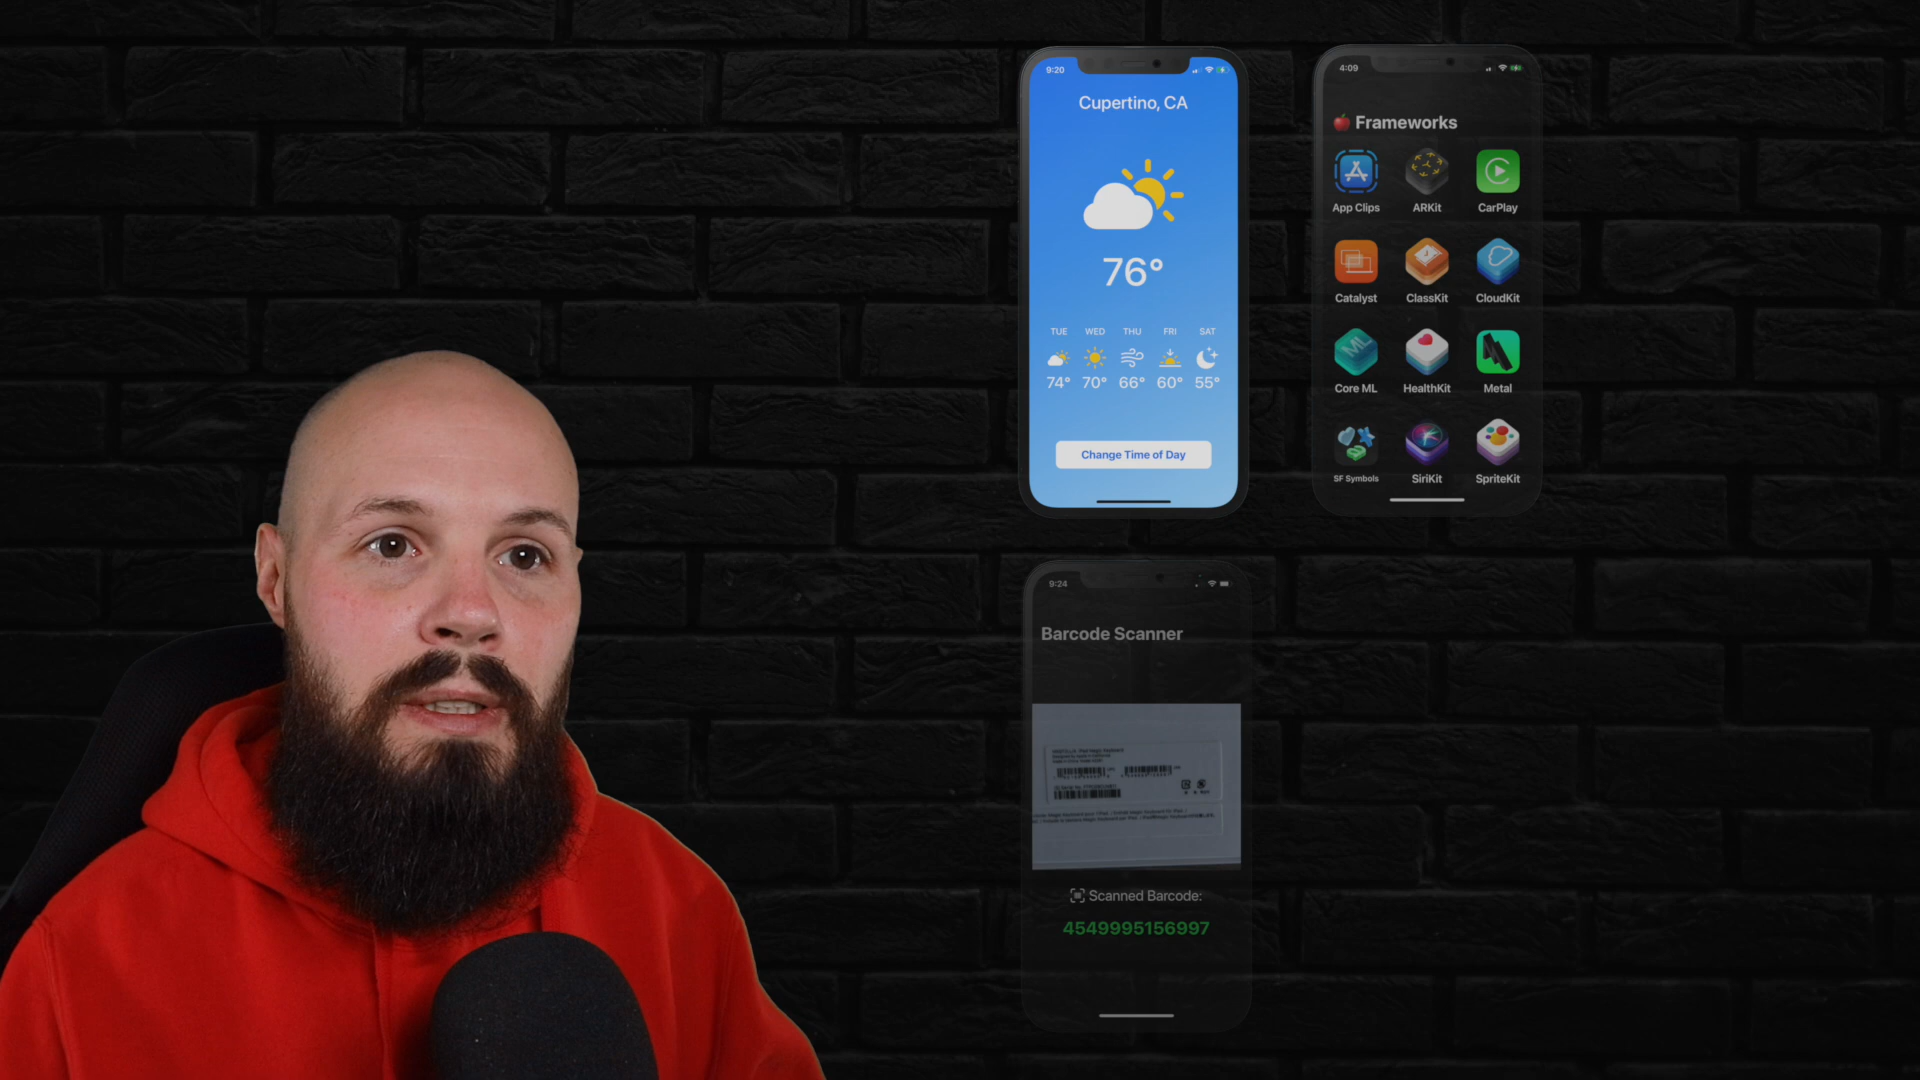 9:20
Cupertino, CA
76°
TUE WED THU FRI SAT
74° 70° 66° 60° 55°
Change Time of Day
4:09
Frameworks
App Clips ARKit CarPlay
Catalyst ClassKit CloudKit
ML
Core ML HealthKit Metal
SF Symbols SiriKit SpriteKit
9:24
Barcode Scanner
Scanned Barcode:
4549995156997